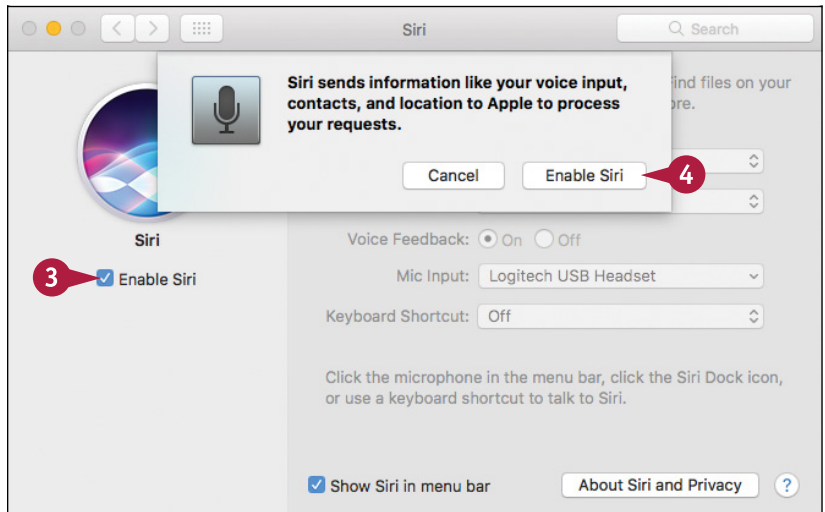 Siri
Search
Siri sends information like your voice input,
contacts, and location to Apple to process
your requests.
find files on your
Cancel
Enable Siri
4
Siri
3
Enable Siri
Voice Feedback: On Off
Mic Input: Logitech USB Headset
Keyboard Shortcut: Off
Click the microphone in the menu bar, click the Siri Dock icon,
or use a keyboard shortcut to talk to Siri.
Show Siri in menu bar
About Siri and Privacy
?